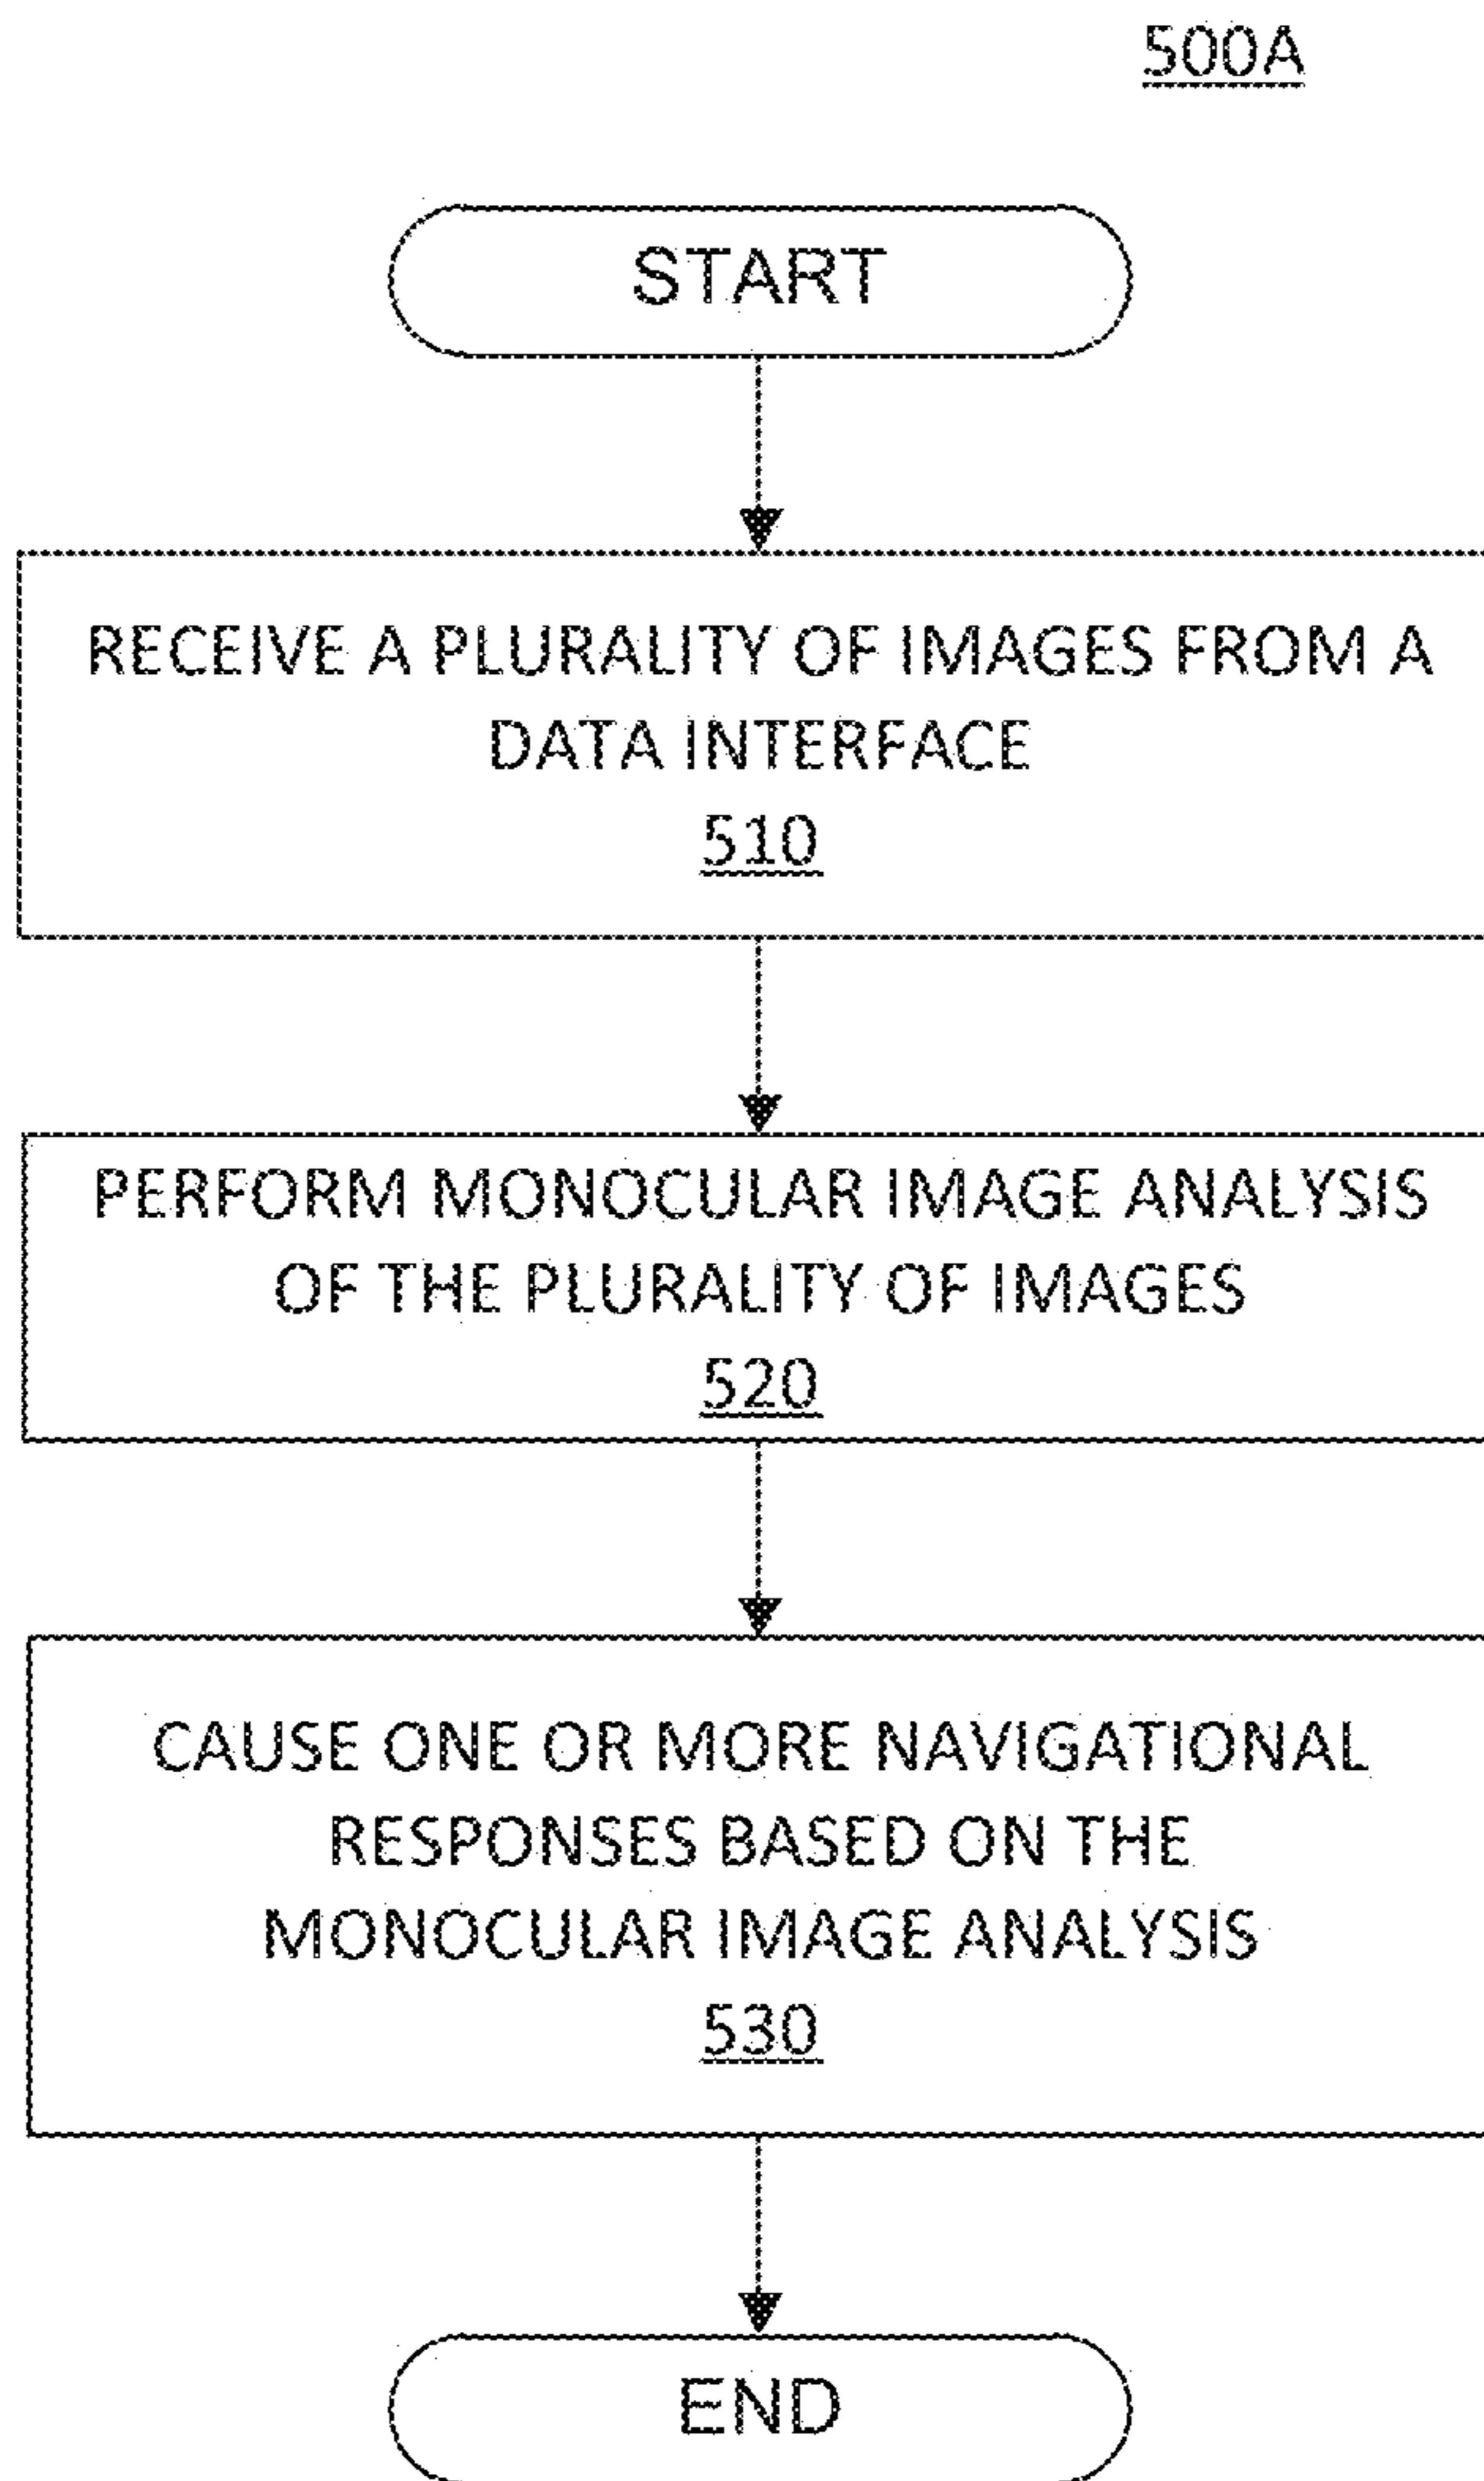 500A
START
RECEIVE A PLURALITY OF IMAGES FROM A
DATA INTERFACE
510
PERFORM MONOCULAR IMAGE ANALYSIS
OF THE PLURALITY OF IMAGES
520
CAUSE ONE OR MORE NAVIGATIONAL
RESPONSES BASED ON THE
MONOCULAR IMAGE ANALYSIS
530
END